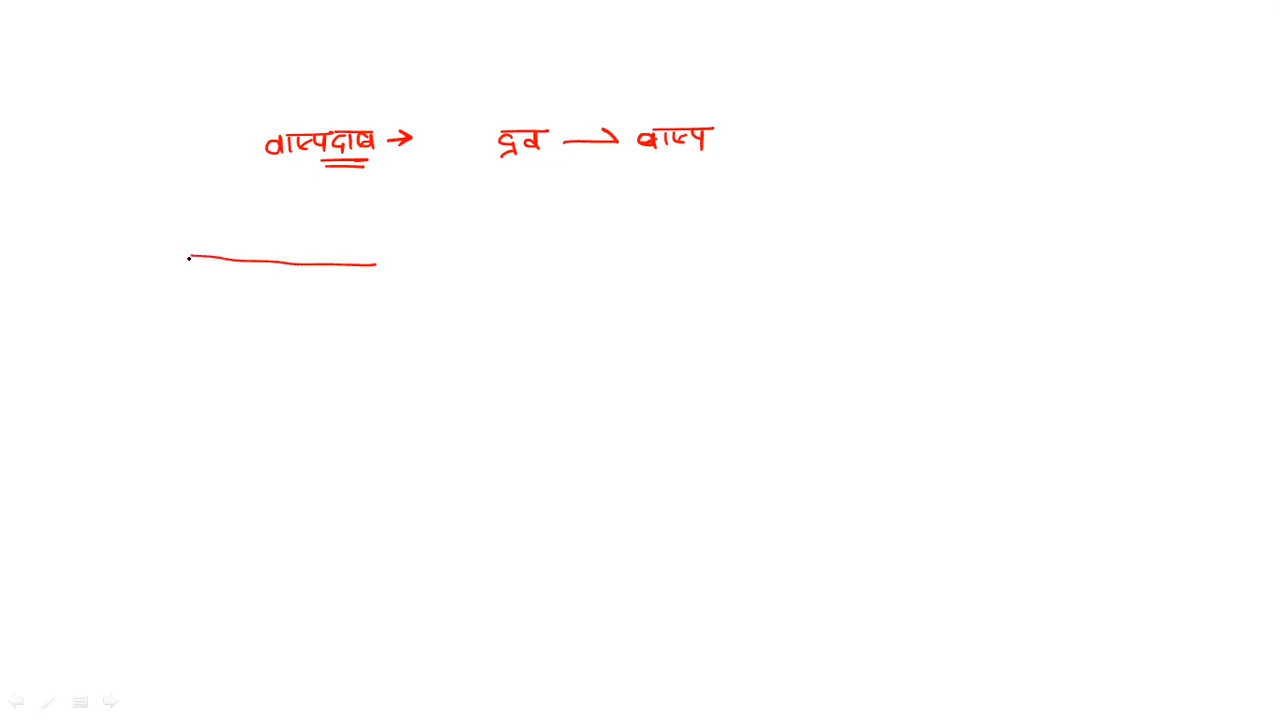 वाष्पदाब → द्रव → वाष्प